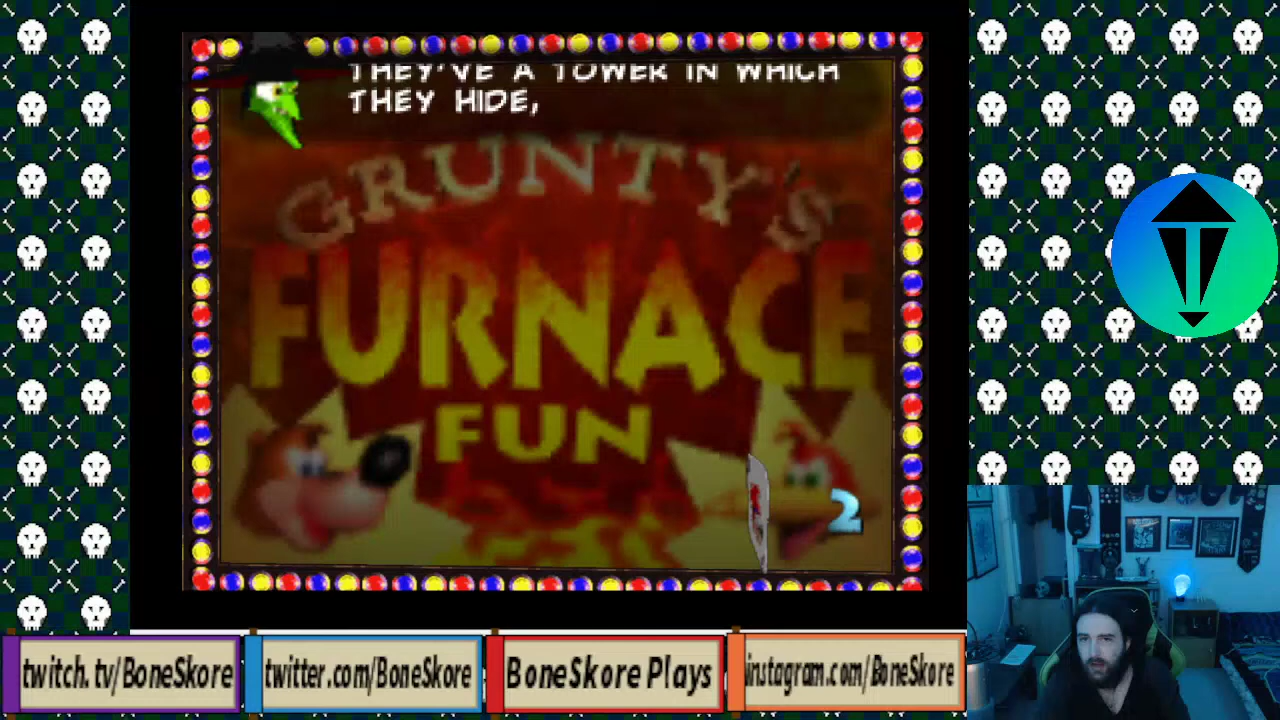 THEY'VE A TOWER IN WHICH
THEY HIDE,
GRUNTY'S
FURNACE
FUN
2
twitch.tv/BoneSkore
twitter.com/BoneSkore
BoneSkore Plays
instagram.com/BoneSkore